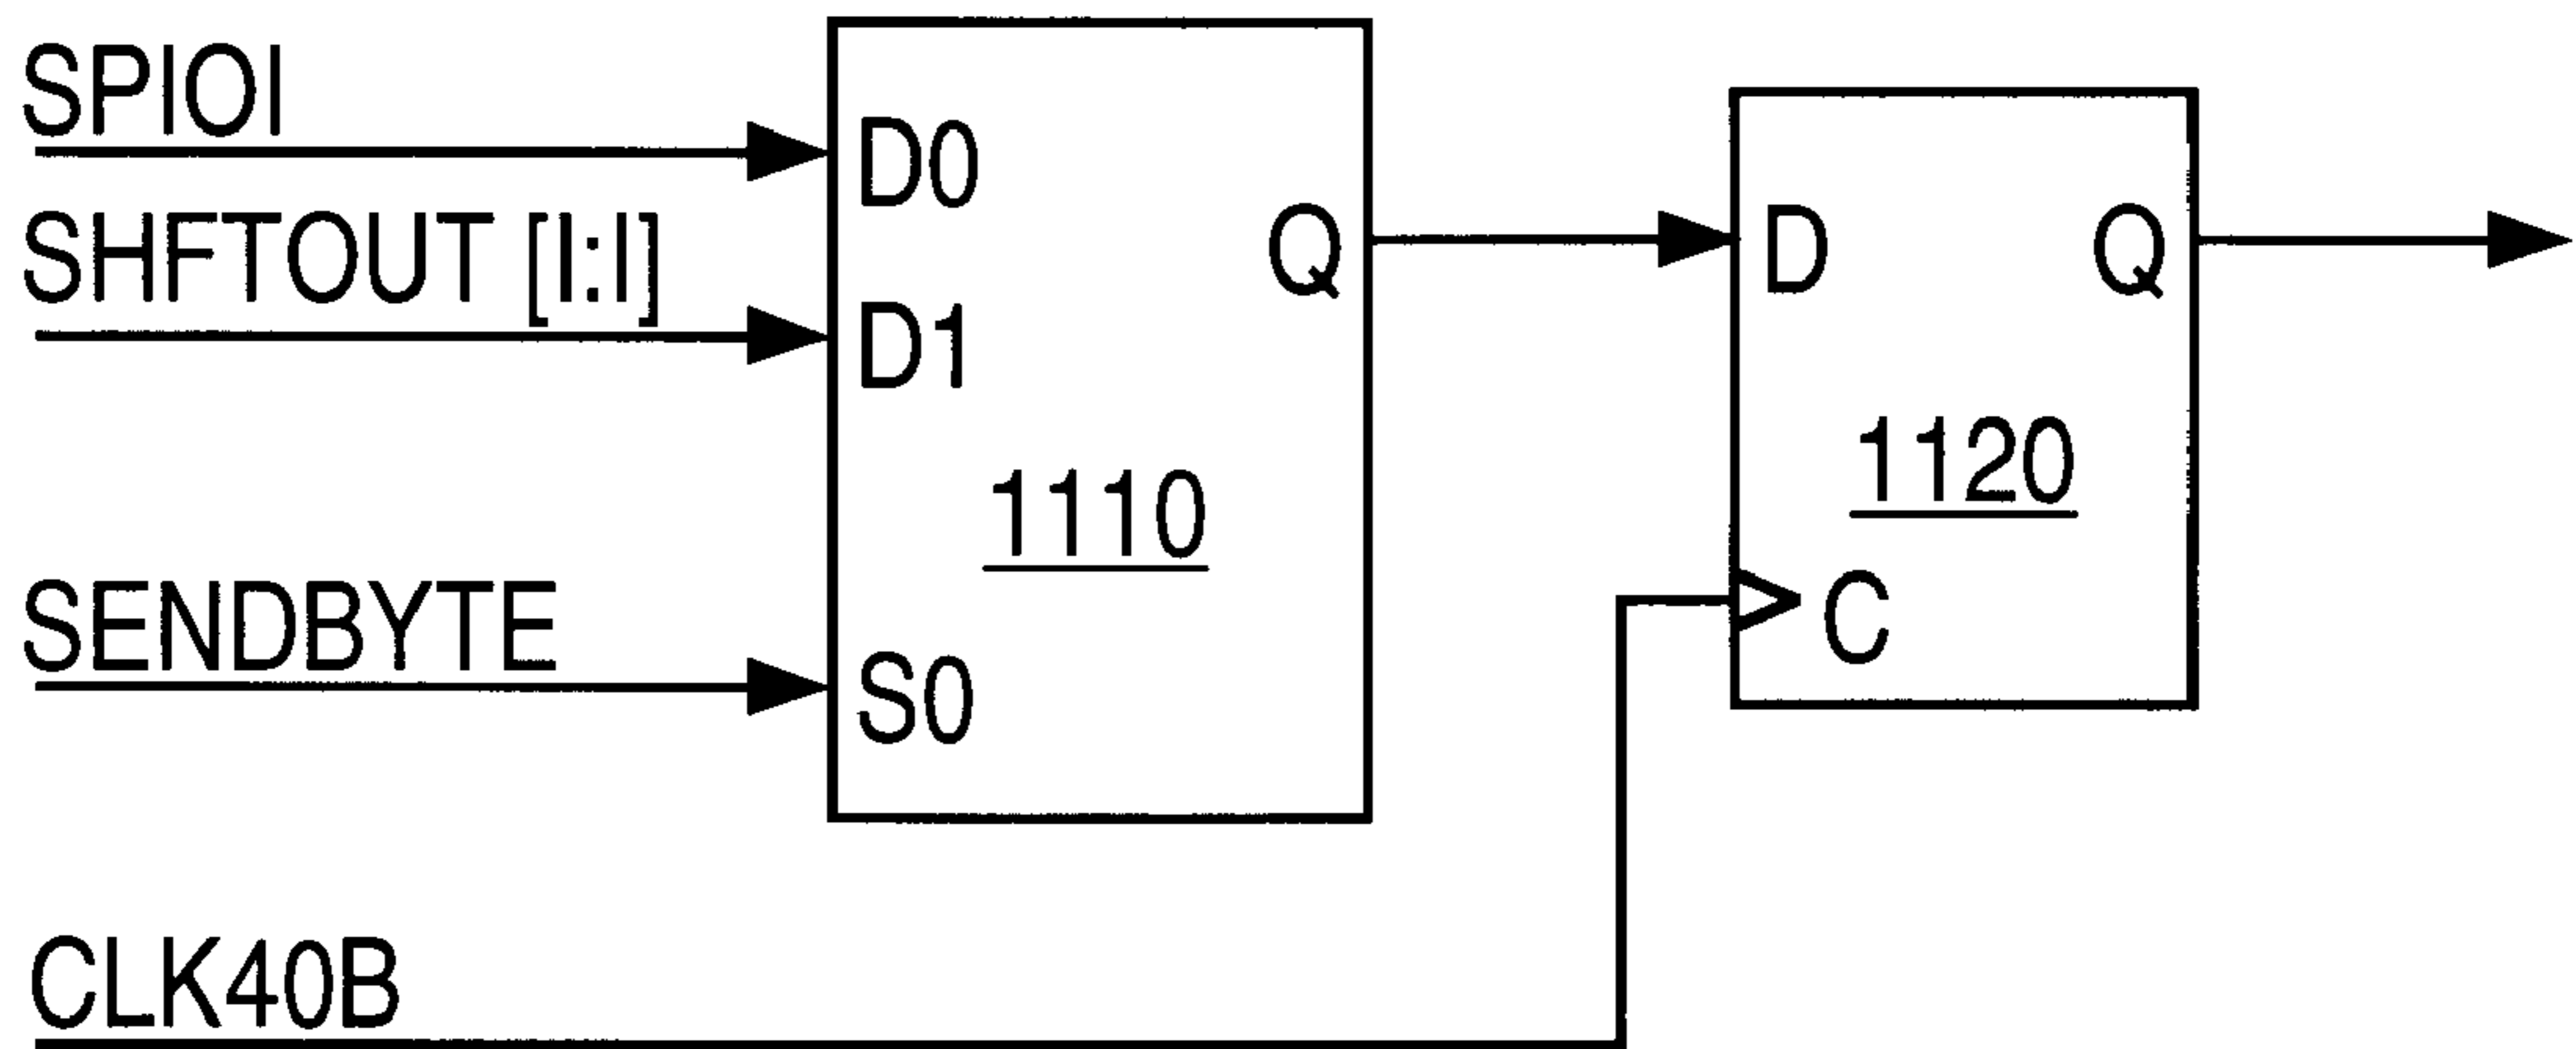 SPIOI
SHFTOUT [I:I]
SENDBYTE
CLK40B
D0
D1
S0
Q
1110
D
Q
1120
C